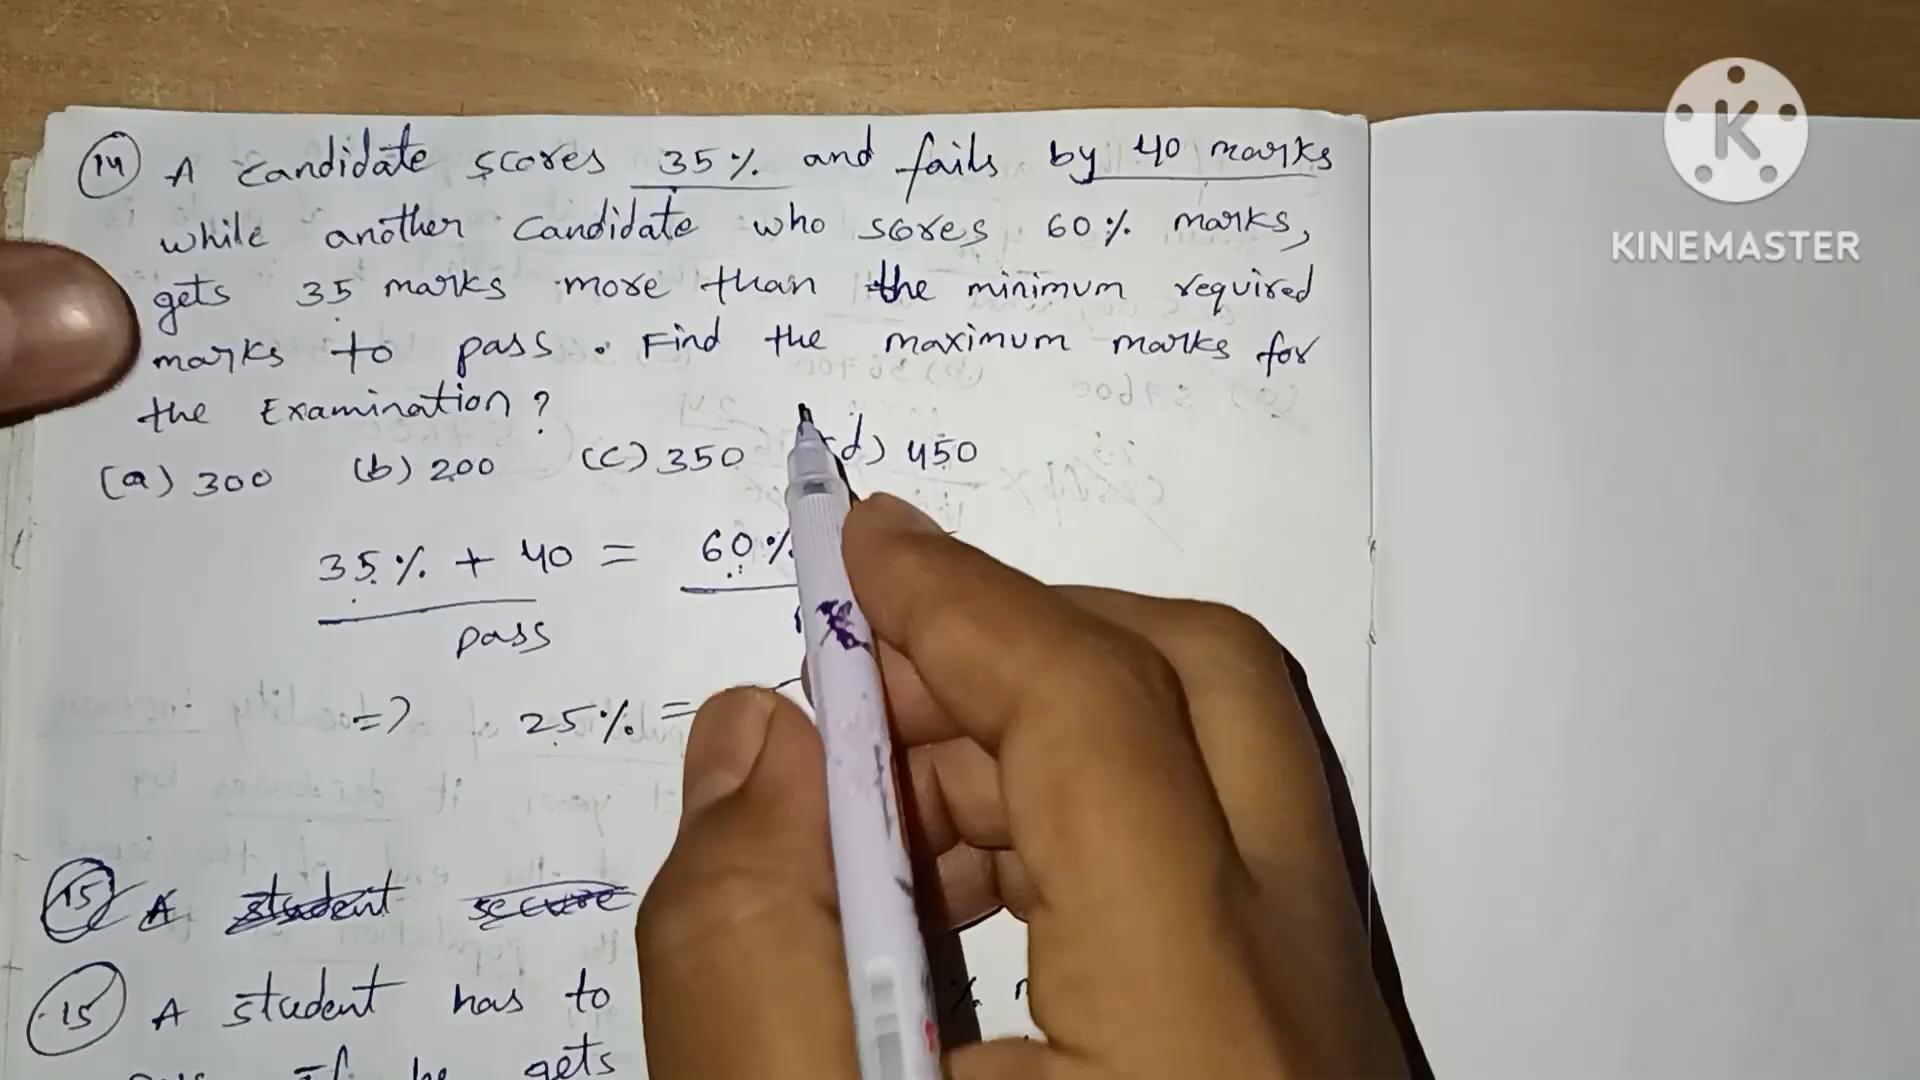 (14) A candidate scores 35% and fails by 40 marks
while another candidate who scores 60% marks,
gets 35 marks more than the minimum required
marks to pass. Find the maximum marks for
the Examination?
(a) 300 (b) 200 (c) 350 (d) 450
35% + 40 = 60%
pass
=> 25% =
(15) A student secure
(15) A student has to
gets
K
KINEMASTER